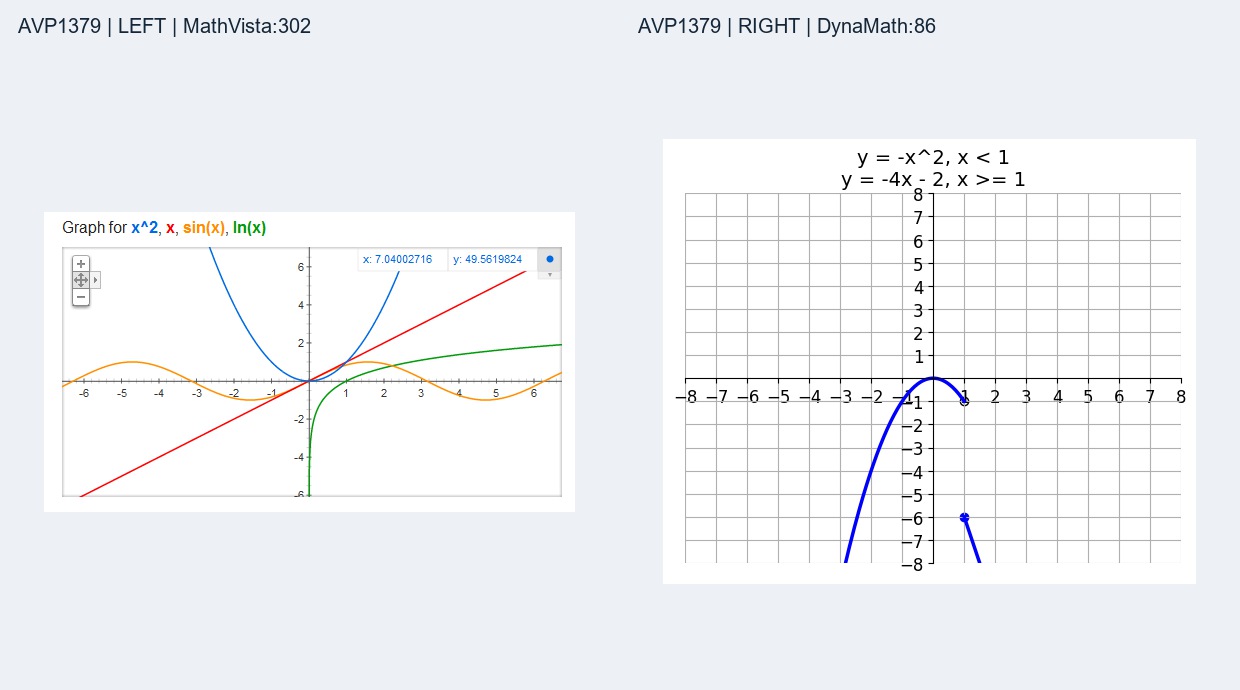 AVP1379 | LEFT | MathVista:302
AVP1379 | RIGHT | DynaMath:86
Graph for x^2, x, sin(x), ln(x)
x: 7.04002716 y: 49.5619824
6
4
2
-6 -5 -4 -3 -2 -1 1 2 3 4 5 6
-2
-4
-6
y = -x^2, x < 1
y = -4x - 2, x >= 1
8
7
6
5
4
3
2
1
−8 −7 −6 −5 −4 −3 −2 −1 1 2 3 4 5 6 7 8
−1
−2
−3
−4
−5
−6
−7
−8